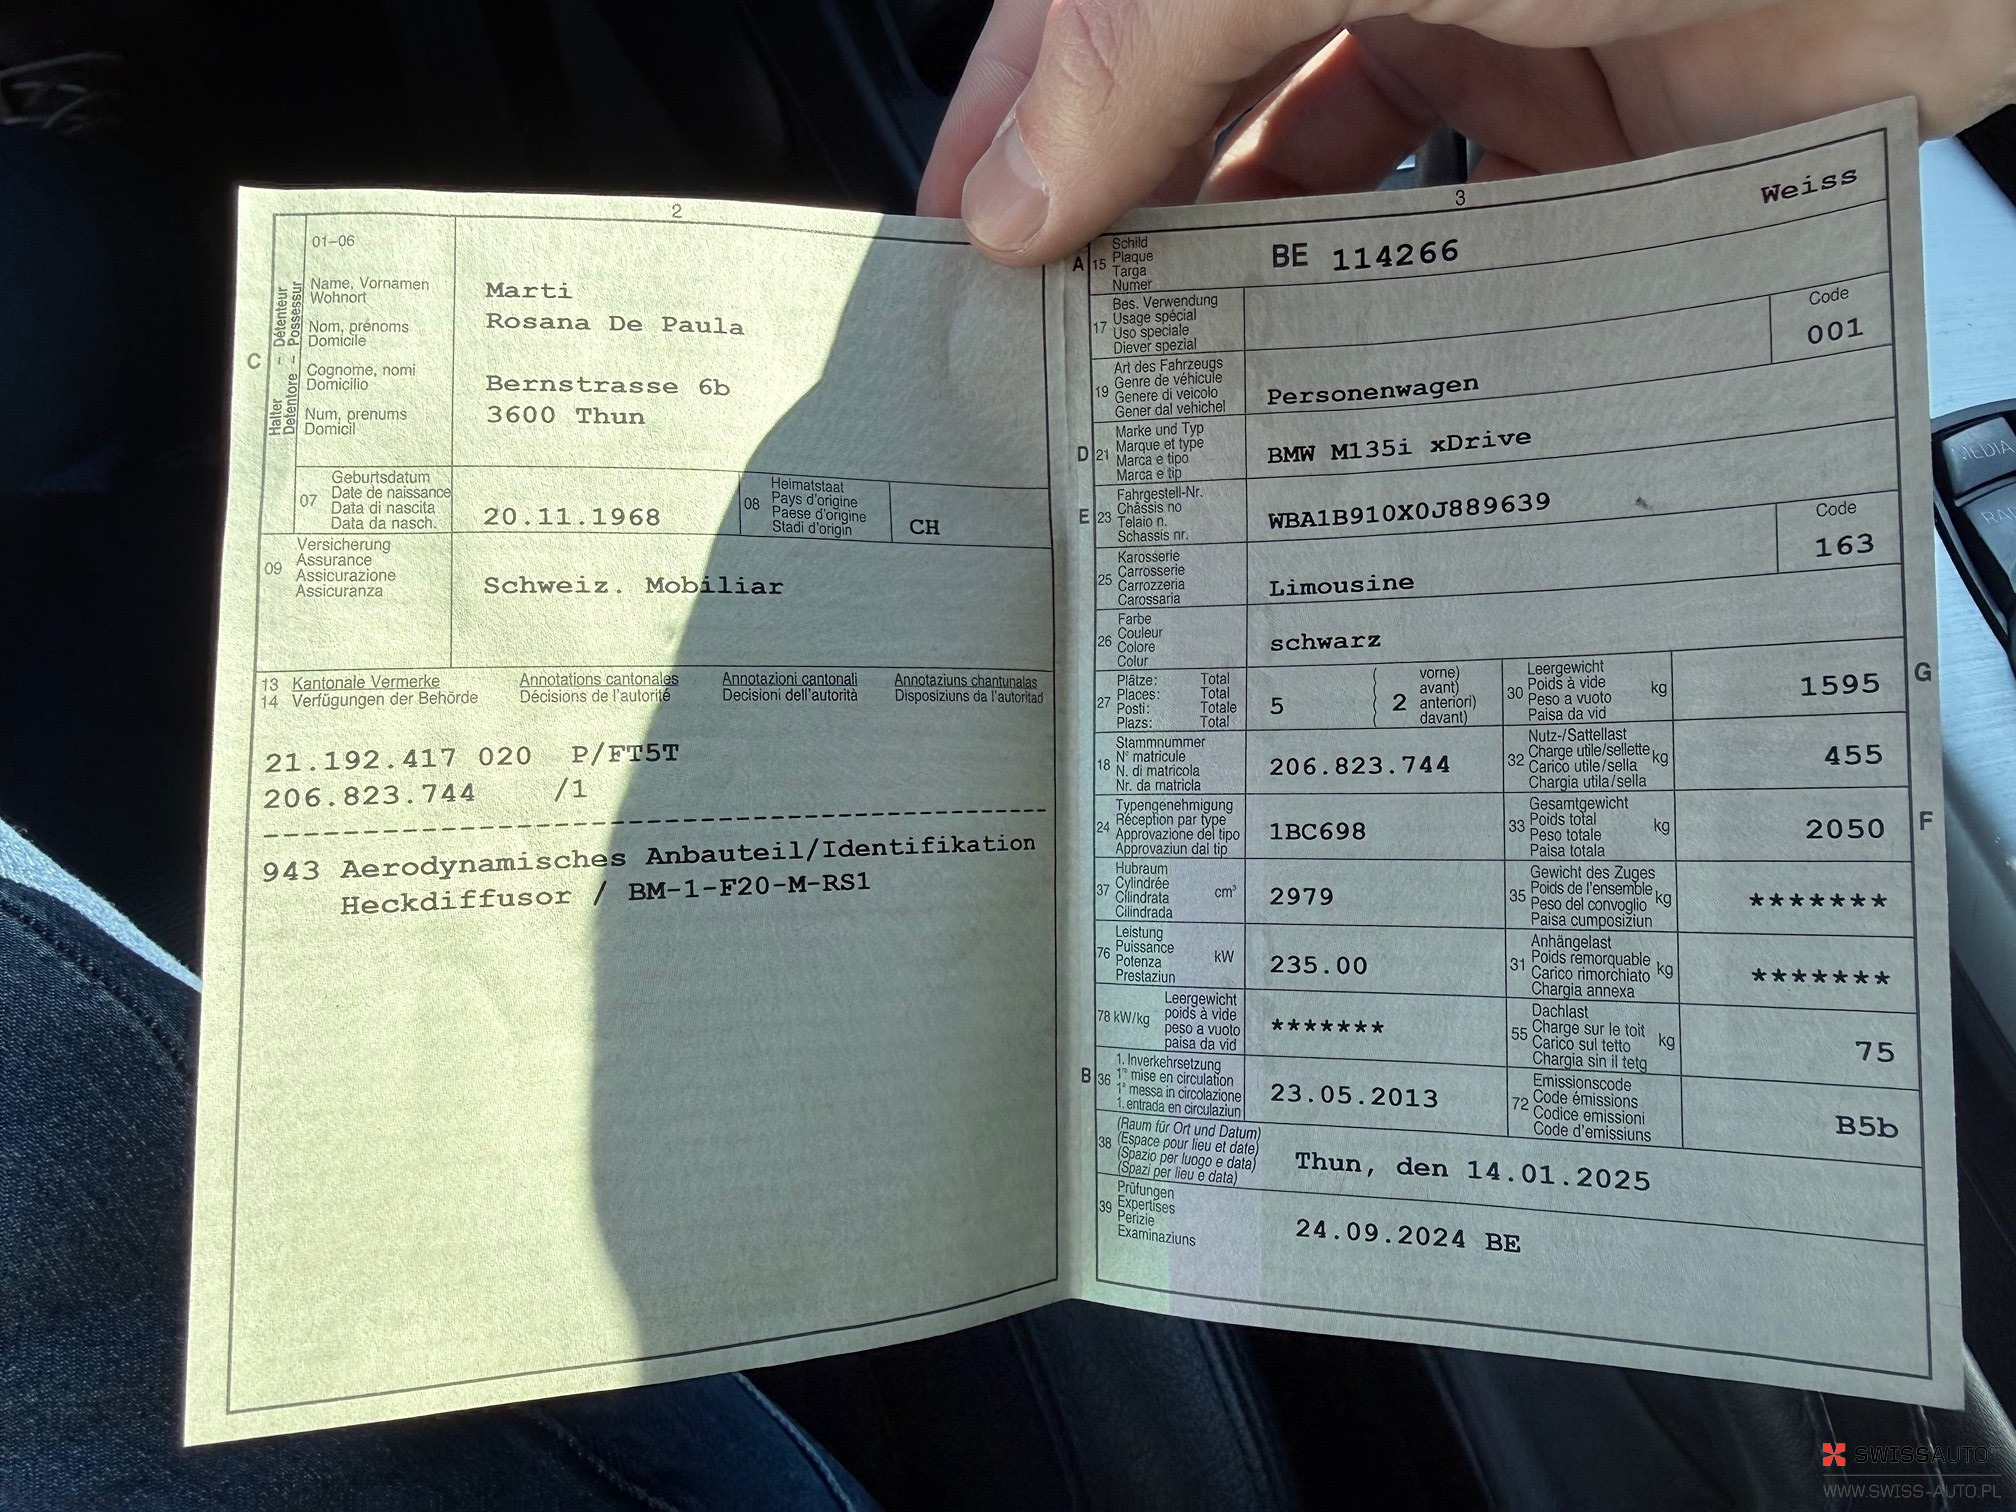 2
01–06
Halter – Détenteur
Detentore – Possessur
C
Name, Vornamen
Wohnort
Nom, prénoms
Domicile
Cognome, nomi
Domicilio
Num, prenums
Domicil
Marti
Rosana De Paula
Bernstrasse 6b
3600 Thun
07
Geburtsdatum
Date de naissance
Data di nascita
Data da nasch.
20.11.1968
08
Heimatstaat
Pays d'origine
Paese d'origine
Stadi d'origin
CH
09
Versicherung
Assurance
Assicurazione
Assicuranza
Schweiz. Mobiliar
13 Kantonale Vermerke Annotations cantonales Annotazioni cantonali Annotaziuns chantunalas
14 Verfügungen der Behörde Décisions de l'autorité Decisioni dell'autorità Disposiziuns da l'autoritad
21.192.417 020 P/FT5T
206.823.744 /1
943 Aerodynamisches Anbauteil/Identifikation
Heckdiffusor / BM-1-F20-M-RS1
3
Weiss
A 15
Schild
Plaque
Targa
Numer
BE 114266
17
Bes. Verwendung
Usage spécial
Uso speciale
Diever spezial
Code
001
19
Art des Fahrzeugs
Genre de véhicule
Genere di veicolo
Gener dal vehichel
Personenwagen
D 21
Marke und Typ
Marque et type
Marca e tipo
Marca e tip
BMW M135i xDrive
E 23
Fahrgestell-Nr.
Châssis no
Telaio n.
Schassis nr.
WBA1B910X0J889639
25
Karosserie
Carrosserie
Carrozzeria
Carossaria
Limousine
Code
163
26
Farbe
Couleur
Colore
Colur
schwarz
27
Plätze: Total
Places: Total
Posti: Totale
Plazs: Total
5
( 2
vorne)
avant)
anteriori)
davant)
30
Leergewicht
Poids à vide
Peso a vuoto
Paisa da vid
kg
1595
G
18
Stammnummer
N° matricule
N. di matricola
Nr. da matricla
206.823.744
32
Nutz-/Sattellast
Charge utile/sellette
Carico utile/sella
Chargia utila/sella
kg
455
24
Typengenehmigung
Réception par type
Approvazione del tipo
Approvaziun dal tip
1BC698
33
Gesamtgewicht
Poids total
Peso totale
Paisa totala
kg
2050
F
37
Hubraum
Cylindrée
Cilindrata
Cilindrada
cm³
2979
35
Gewicht des Zuges
Poids de l'ensemble
Peso del convoglio
Paisa cumposiziun
kg
*******
76
Leistung
Puissance
Potenza
Prestaziun
kW
235.00
31
Anhängelast
Poids remorquable
Carico rimorchiato
Chargia annexa
kg
*******
78 kW/kg
Leergewicht
poids à vide
peso a vuoto
paisa da vid
*******
55
Dachlast
Charge sur le toit
Carico sul tetto
Chargia sin il tetg
kg
75
B 36
1. Inverkehrsetzung
1re mise en circulation
1a messa in circolazione
1. entrada en circulaziun
23.05.2013
72
Emissionscode
Code émissions
Codice emissioni
Code d'emissiuns
B5b
38
(Raum für Ort und Datum)
(Espace pour lieu et date)
(Spazio per luogo e data)
(Spazi per lieu e data)
Thun, den 14.01.2025
39
Prüfungen
Expertises
Perizie
Examinaziuns
24.09.2024 BE
MEDIA
SWISSAUTO
WWW.SWISS-AUTO.PL